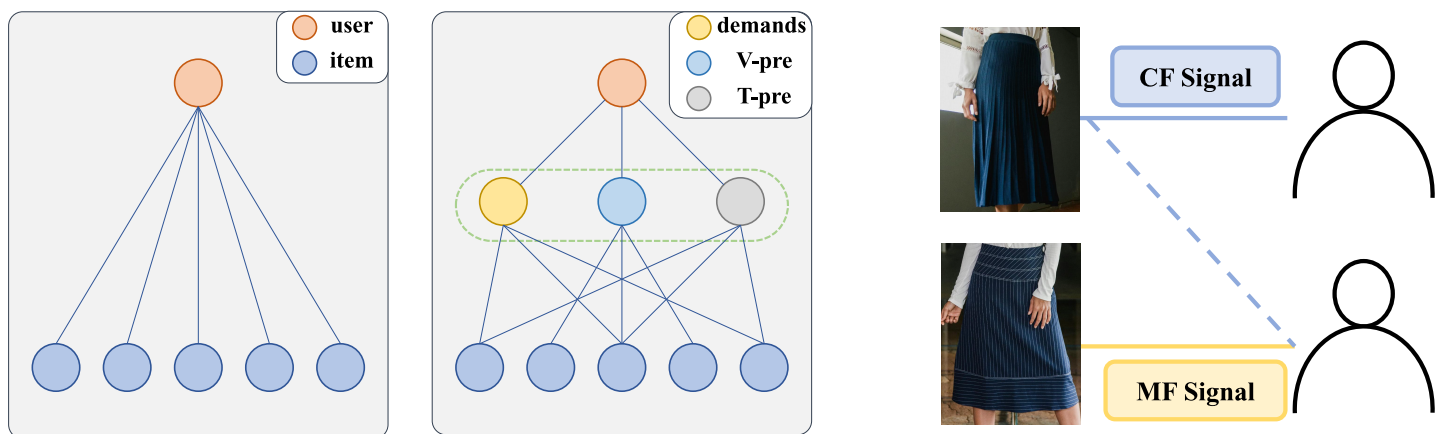 user
item
demands
V-pre
T-pre
CF Signal
MF Signal